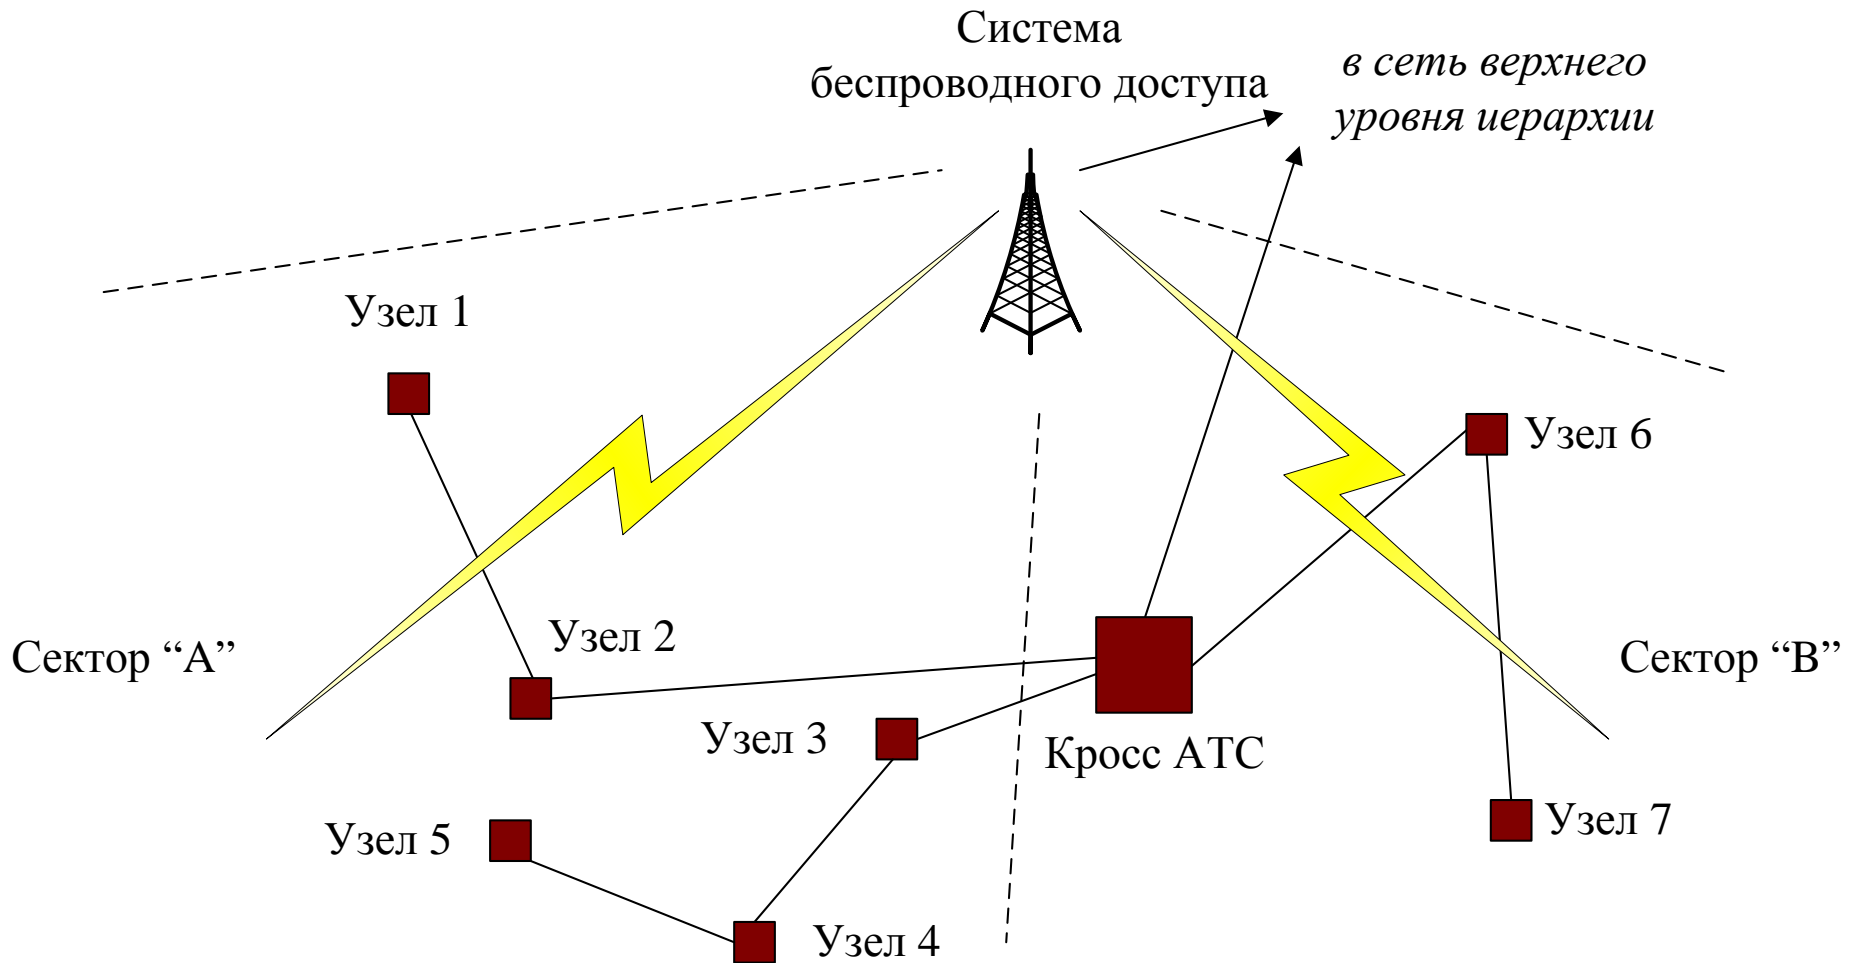 Система
беспроводного доступа
в сеть верхнего
уровня иерархии
Узел 1
Узел 6
Узел 2
Сектор “А”
Сектор “В”
Узел 3
Кросс АТС
Узел 5
Узел 7
Узел 4